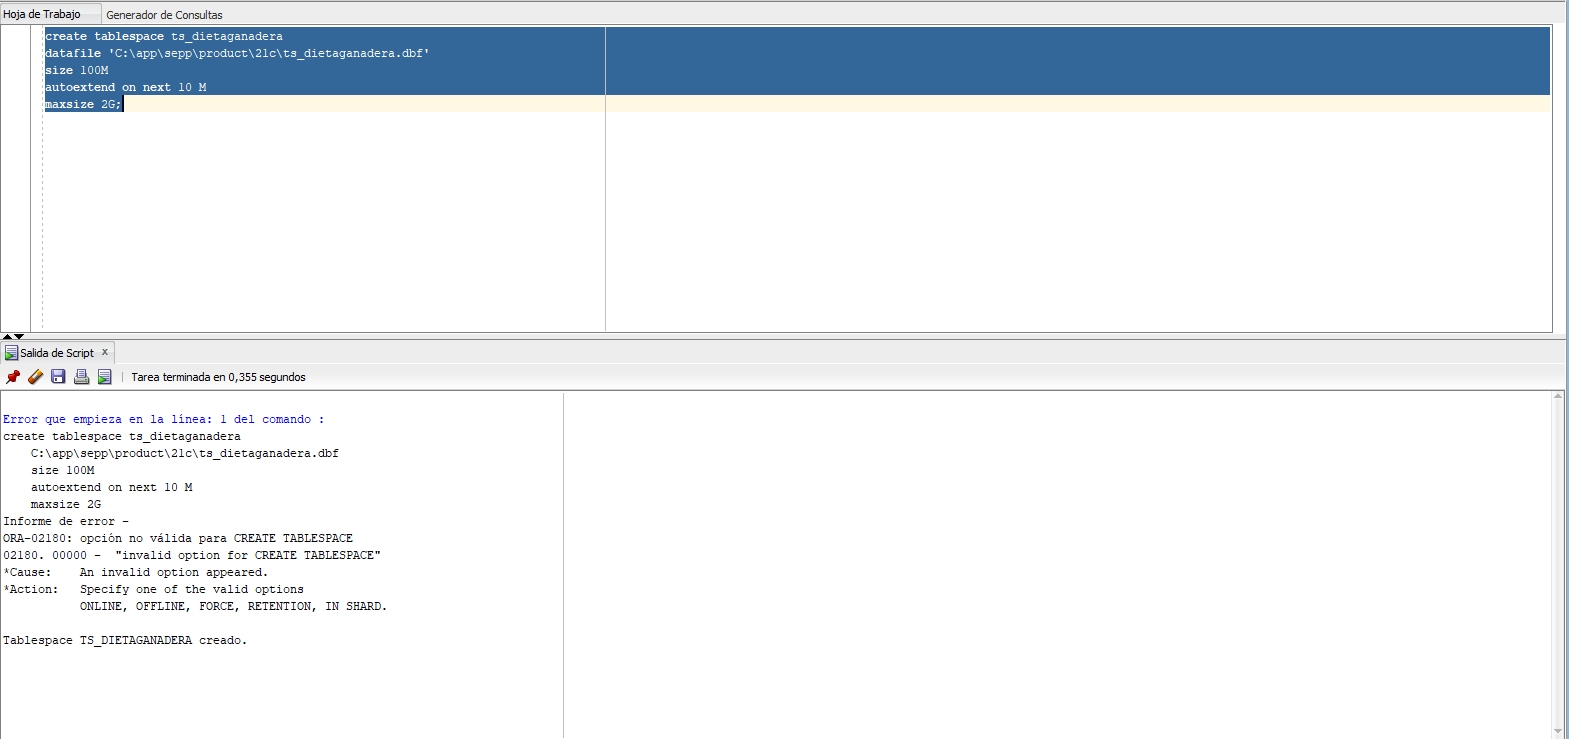 Hoja de Trabajo Generador de Consultas
create tablespace ts_dietaganadera
datafile 'C:\app\sepp\product\21c\ts_dietaganadera.dbf'
size 100M
autoextend on next 10 M
maxsize 2G;
Salida de Script x
Tarea terminada en 0,355 segundos
Error que empieza en la línea: 1 del comando :
create tablespace ts_dietaganadera
    C:\app\sepp\product\21c\ts_dietaganadera.dbf
    size 100M
    autoextend on next 10 M
    maxsize 2G
Informe de error -
ORA-02180: opción no válida para CREATE TABLESPACE
02180. 00000 -  "invalid option for CREATE TABLESPACE"
*Cause:    An invalid option appeared.
*Action:   Specify one of the valid options
           ONLINE, OFFLINE, FORCE, RETENTION, IN SHARD.
Tablespace TS_DIETAGANADERA creado.